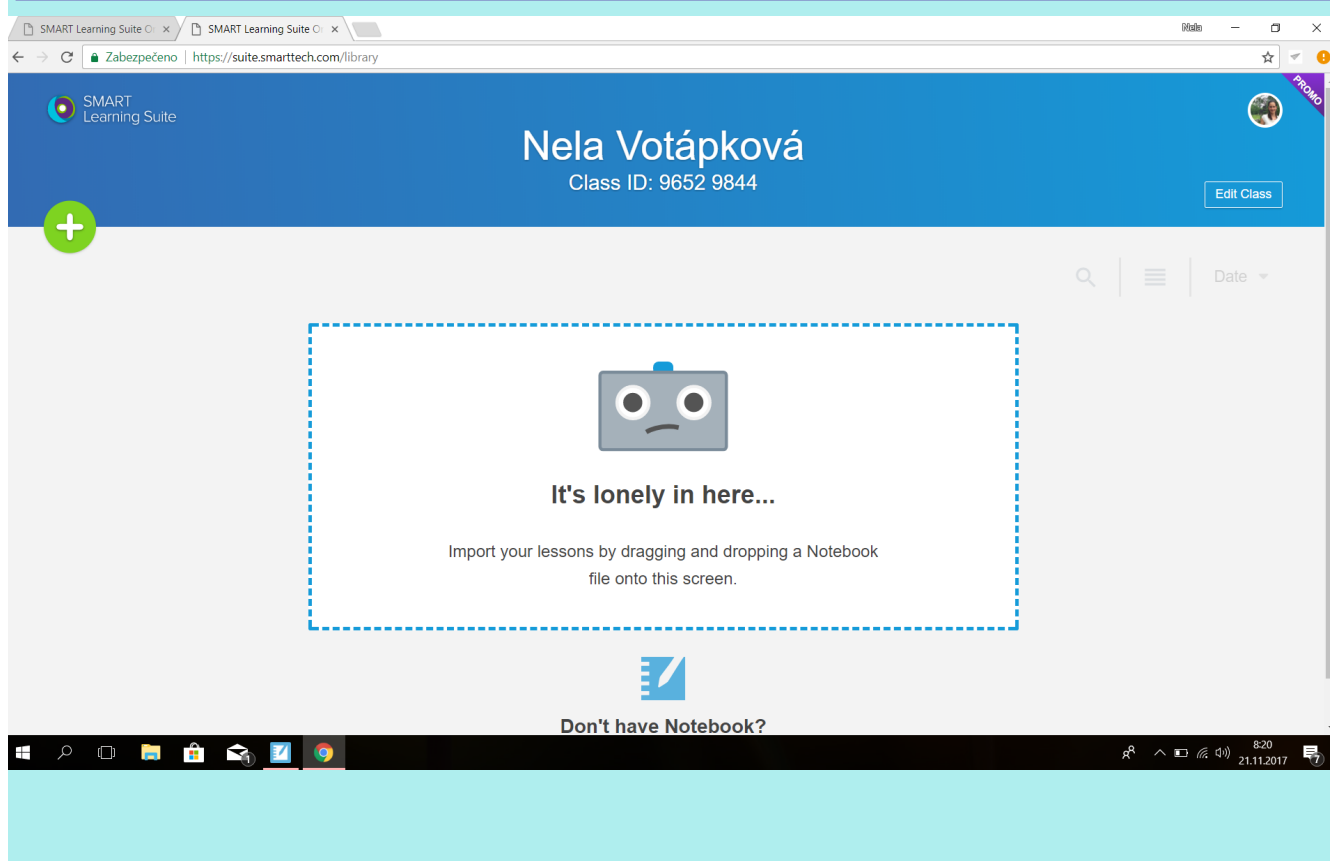 SMART Learning Suite O
SMART Learning Suite O
Nela
Zabezpečeno
https://suite.smarttech.com/library
PROMO
SMART
Learning Suite
Nela Votápková
Class ID: 9652 9844
Edit Class
Date
It's lonely in here...
Import your lessons by dragging and dropping a Notebook
file onto this screen.
Don't have Notebook?
1
8:20
21.11.2017
7